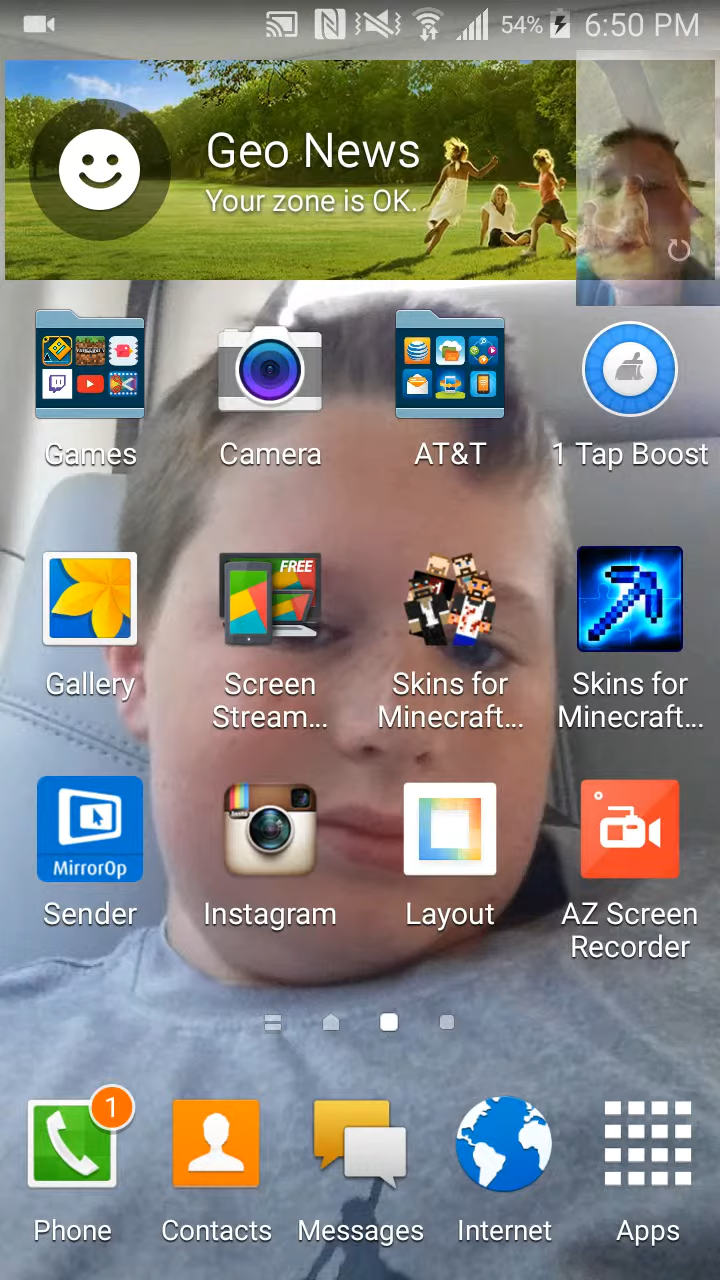 54% 6:50 PM
Geo News
Your zone is OK.
Games
Camera
AT&T
1 Tap Boost
FREE
Gallery
Screen
Stream...
Skins for
Minecraft...
Skins for
Minecraft...
MirrorOp
Insta
Sender
Instagram
Layout
AZ Screen
Recorder
1
Phone
Contacts
Messages
Internet
Apps